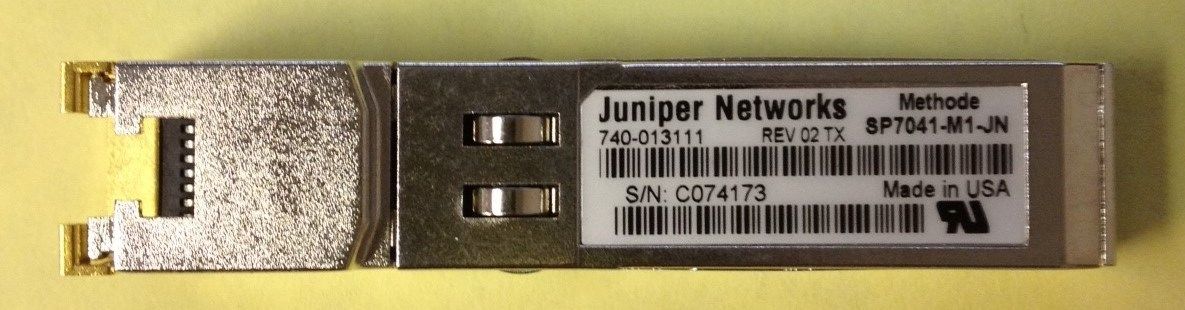 Juniper Networks
Methode
740-013111 REV 02 TX SP7041-M1-JN
S/N: C074173 Made in USA